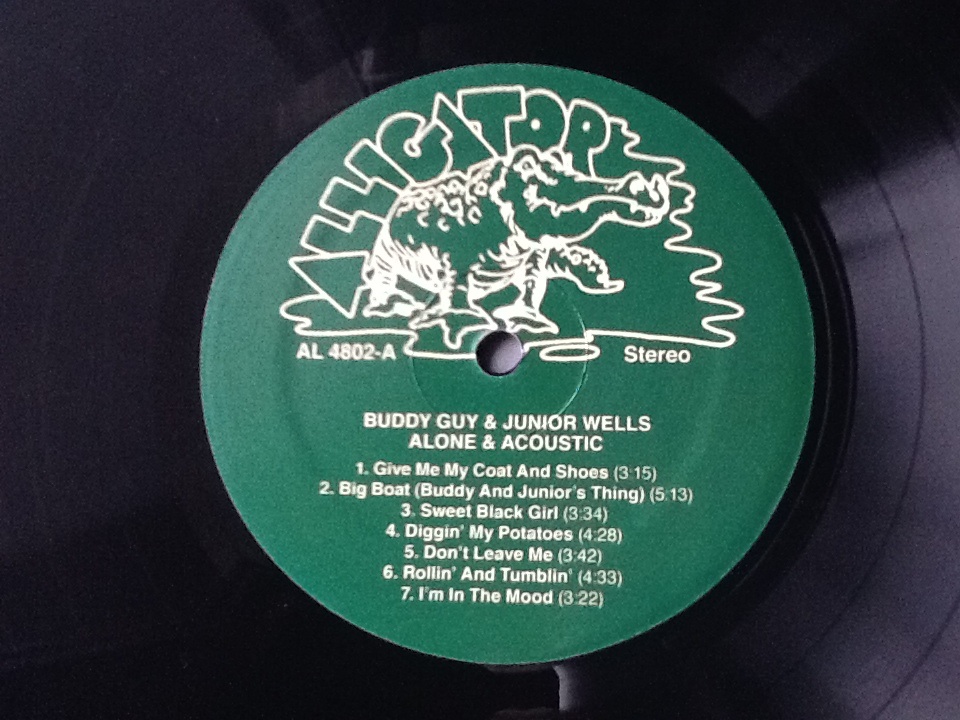 ALLIGATOR
AL 4802-A
Stereo
BUDDY GUY & JUNIOR WELLS
ALONE & ACOUSTIC
1. Give Me My Coat And Shoes (3:15)
2. Big Boat (Buddy And Junior's Thing) (5:13)
3. Sweet Black Girl (3:34)
4. Diggin' My Potatoes (4:28)
5. Don't Leave Me (3:42)
6. Rollin' And Tumblin' (4:33)
7. I'm In The Mood (3:22)